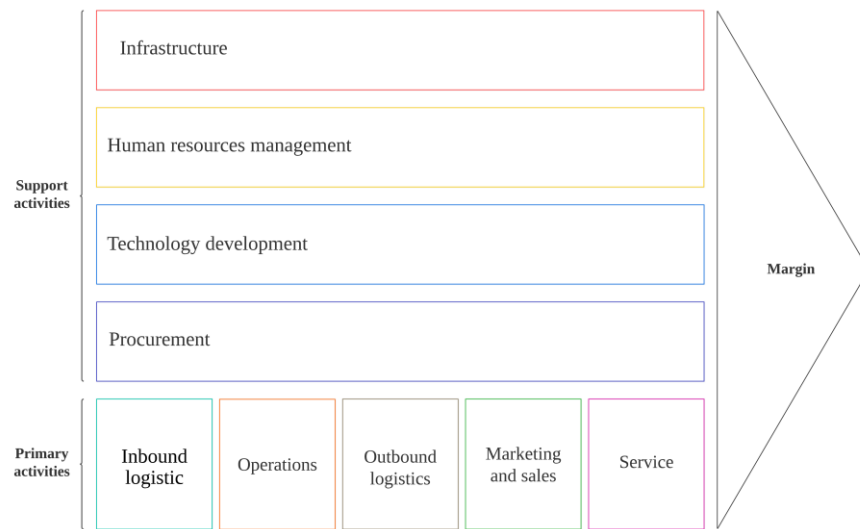 Infrastructure
Human resources management
Support
activities
Technology development
Margin
Procurement
Primary
activities
Inbound
logistic
Operations
Outbound
logistics
Marketing
and sales
Service